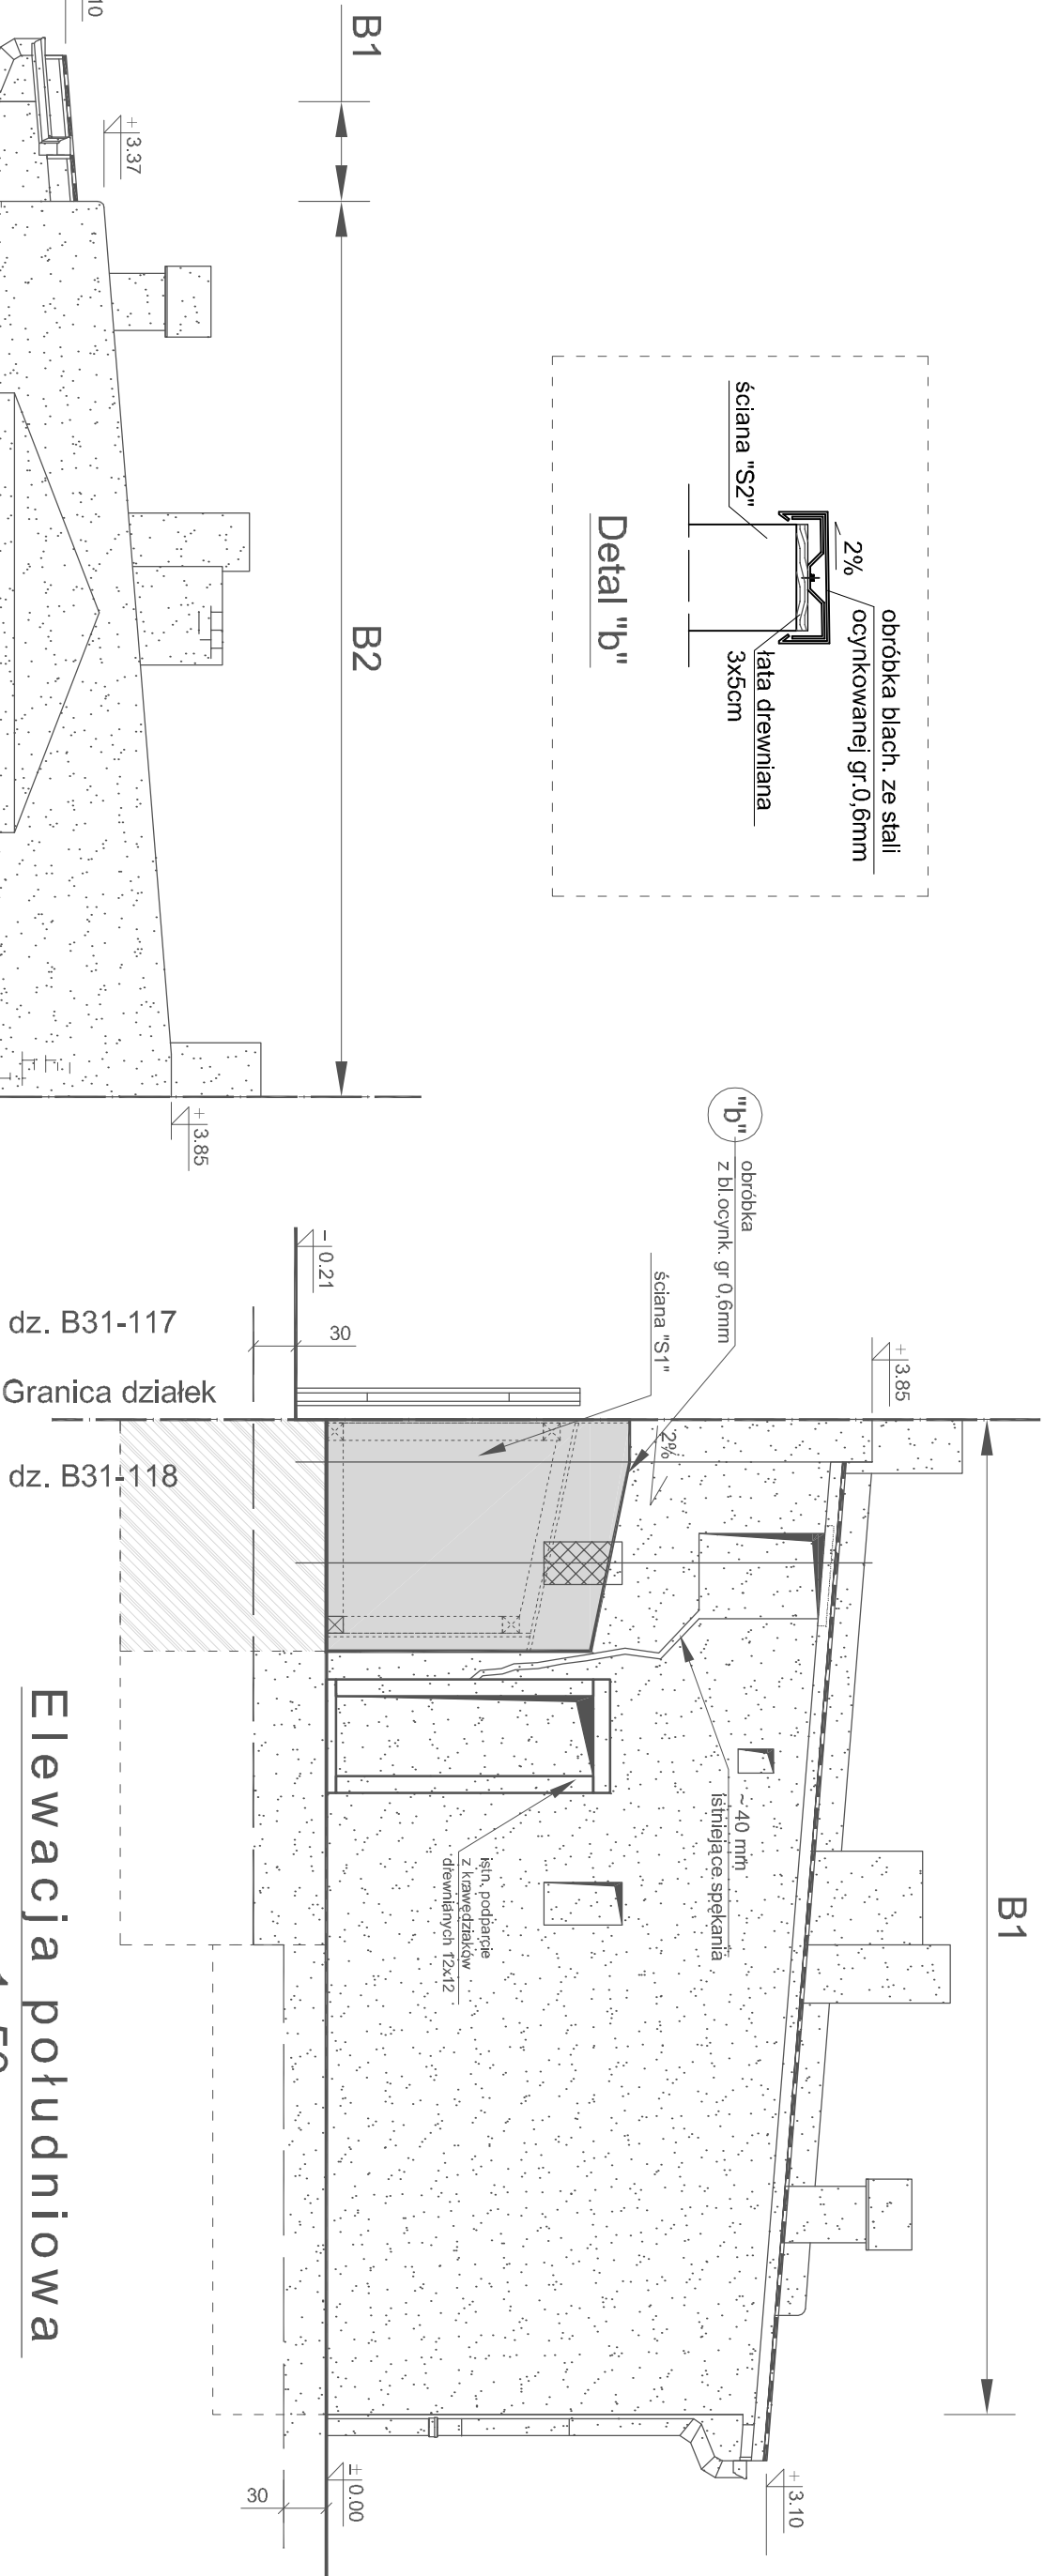 10
B1
+
3.37
B2
+
3.85
ściana "S2"
2%
obróbka blach. ze stali
ocynkowanej gr.0,6mm
łata drewniana
3x5cm
Detal "b"
"b"
obróbka
z bl.ocynk. gr 0,6mm
ściana "S1"
-
0.21
30
dz. B31-117
Granica działek
dz. B31-118
+
3.85
2%
~ 40 mm
istniejące spękania
istn. podparcie
z krawędziaków
drewnianych 12x12
B1
+
3.10
±
0.00
30
Elewacja południowa